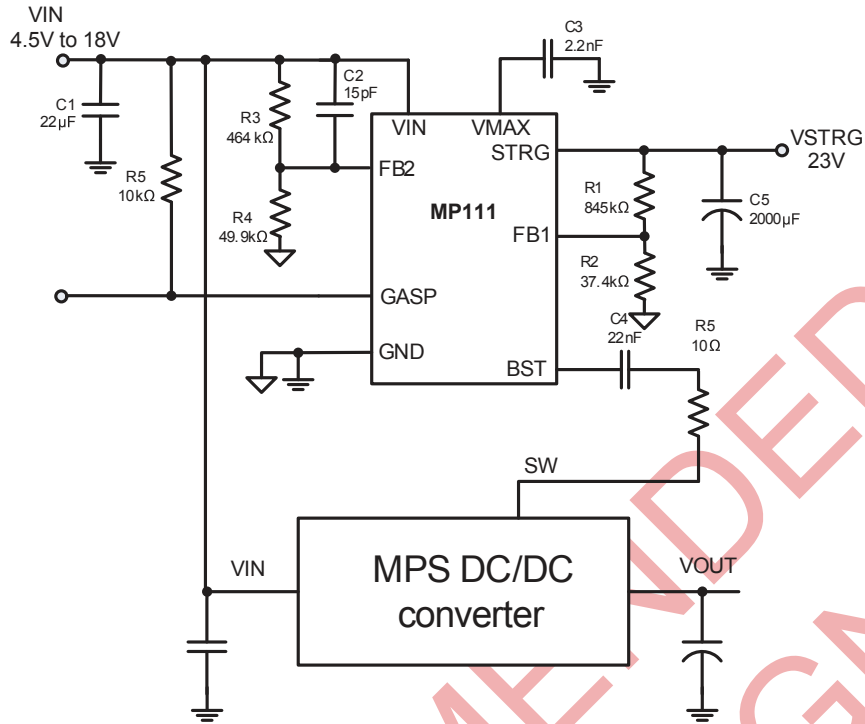 VIN
4.5V to 18V
C1
22µF
R5
10kΩ
R3
464 kΩ
C2
15pF
R4
49.9kΩ
C3
2.2nF
VIN
VMAX
STRG
FB2
MP111
FB1
GASP
GND
BST
VSTRG
23V
R1
845kΩ
C5
2000µF
R2
37.4kΩ
C4
22nF
R5
10Ω
SW
VIN
MPS DC/DC
converter
VOUT